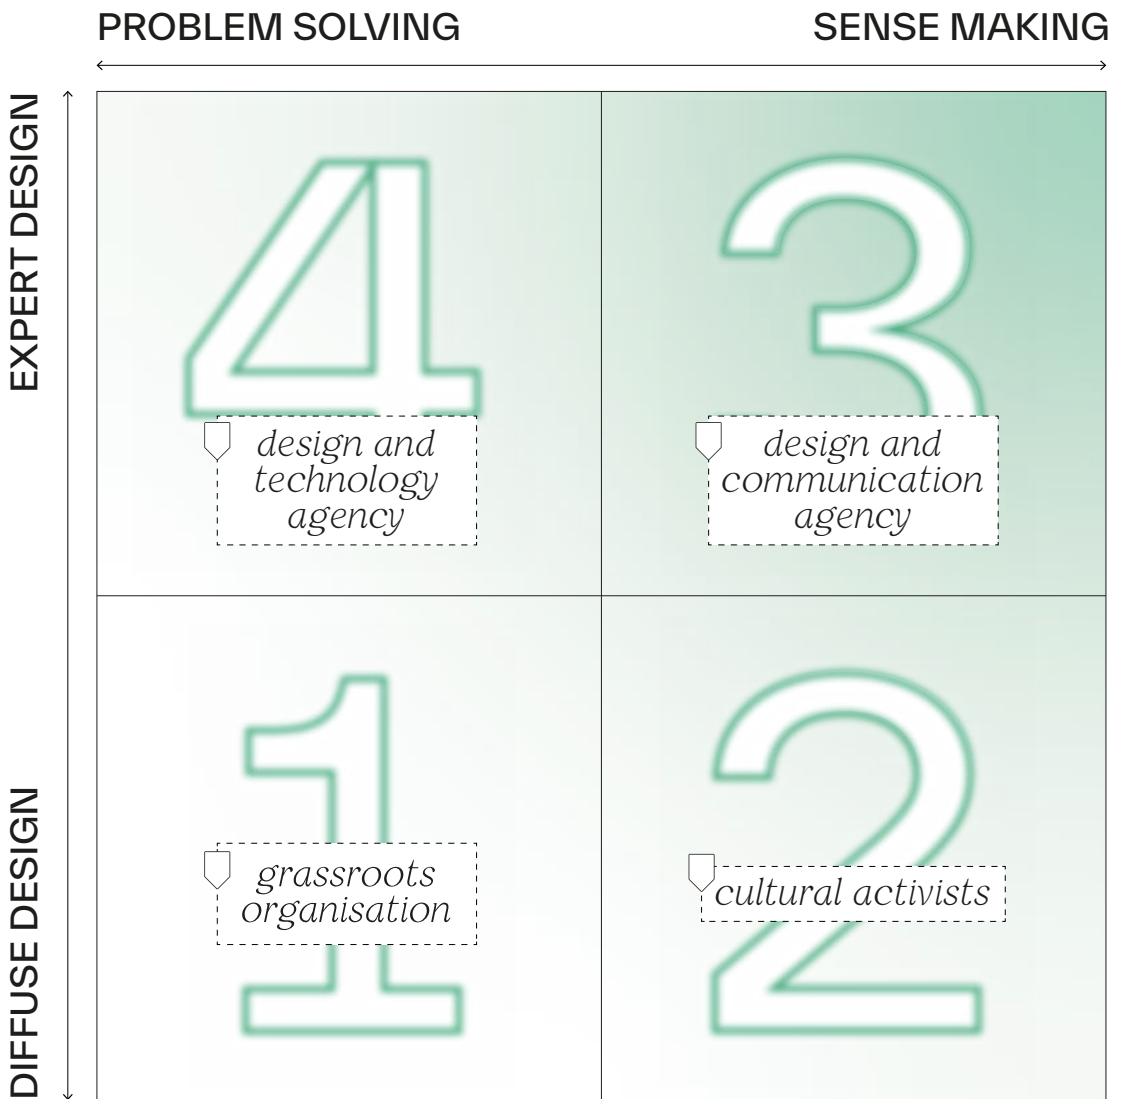 PROBLEM SOLVING
SENSE MAKING
EXPERT DESIGN
DIFFUSE DESIGN
4
design and
technology
agency
3
design and
communication
agency
1
grassroots
organisation
2
cultural activists